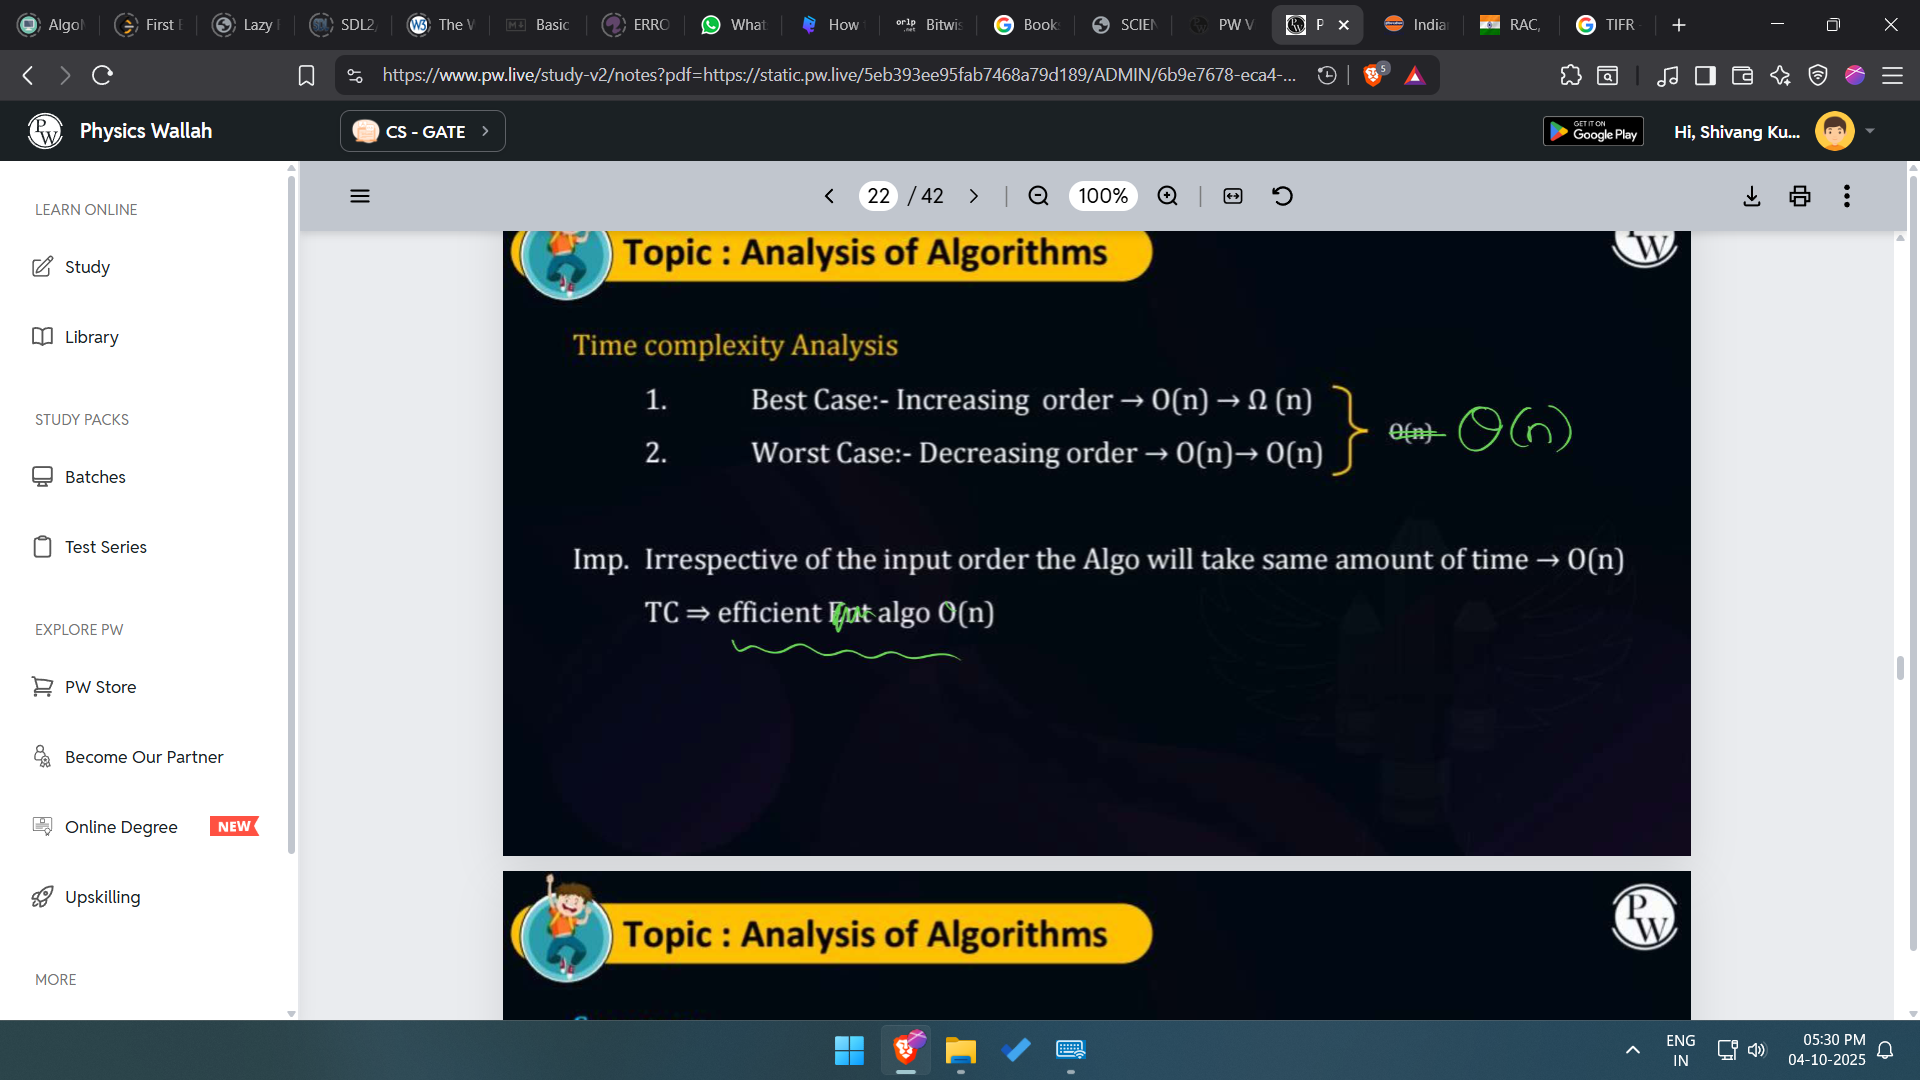 Algo
First
Lazy
SDL2
The W
Basic
ERRO
What
How
orlp
.net
Bitwis
Book
SCIEN
PW V
P
India
RAC,
TIFR
https://www.pw.live/study-v2/notes?pdf=https://static.pw.live/5eb393ee95fab7468a79d189/ADMIN/6b9e7678-eca4-...
5
PW
Physics Wallah
CS - GATE
GET IT ON
Google Play
Hi, Shivang Ku...
22 / 42
100%
LEARN ONLINE
Study
Library
STUDY PACKS
Batches
Test Series
EXPLORE PW
PW Store
Become Our Partner
Online Degree NEW
Upskilling
MORE
Topic : Analysis of Algorithms
W
Time complexity Analysis
1. Best Case:- Increasing order → O(n) → Ω (n)
2. Worst Case:- Decreasing order → O(n)→ O(n)
O(n) Θ(n)
Imp. Irrespective of the input order the Algo will take same amount of time → O(n)
TC ⇒ efficient algo O(n)
Topic : Analysis of Algorithms
PW
ENG
IN
05:30 PM
04-10-2025